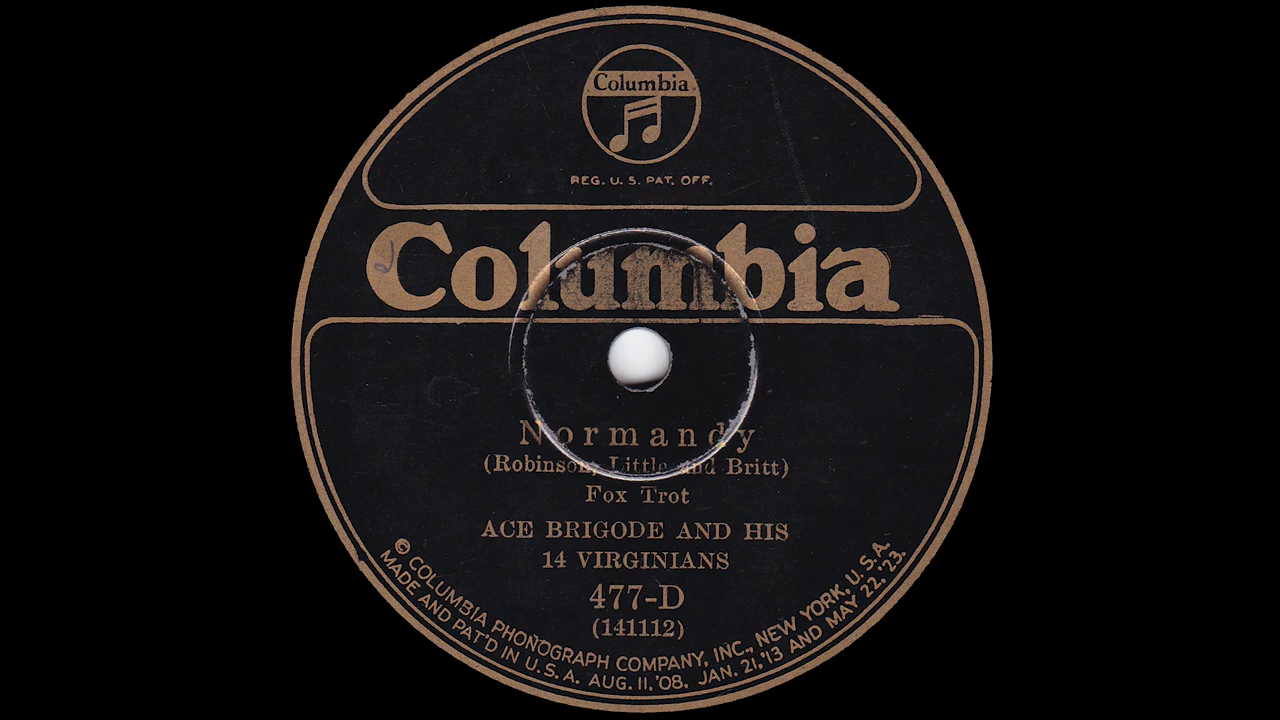 Columbia
REG. U. S. PAT. OFF.
Columbia
Normandy
(Robinson, Little and Britt)
Fox Trot
ACE BRIGODE AND HIS
14 VIRGINIANS
477-D
(141112)
© COLUMBIA PHONOGRAPH COMPANY, INC., NEW YORK, U. S. A.
MADE AND PAT'D IN U. S. A. AUG. 11, '08, JAN. 21, '13 AND MAY 22, '23.